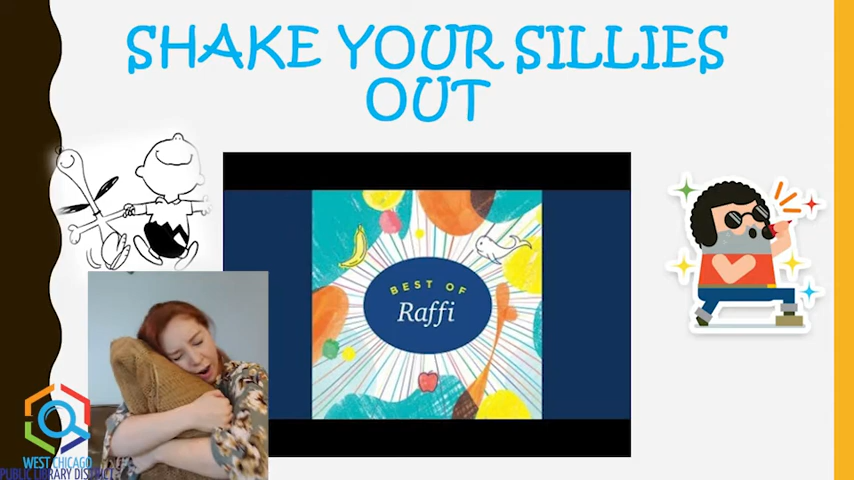 SHAKE YOUR SILLIES
OUT
BEST OF
Raffi
WEST CHICAGO
PUBLIC LIBRARY DISTRICT